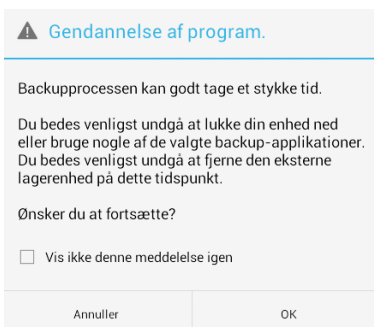 Gendannelse af program.
Backupprocessen kan godt tage et stykke tid.
Du bedes venligst undgå at lukke din enhed ned
eller bruge nogle af de valgte backup-applikationer.
Du bedes venligst undgå at fjerne den eksterne
lagerenhed på dette tidspunkt.
Ønsker du at fortsætte?
Vis ikke denne meddelelse igen
Annuller
OK